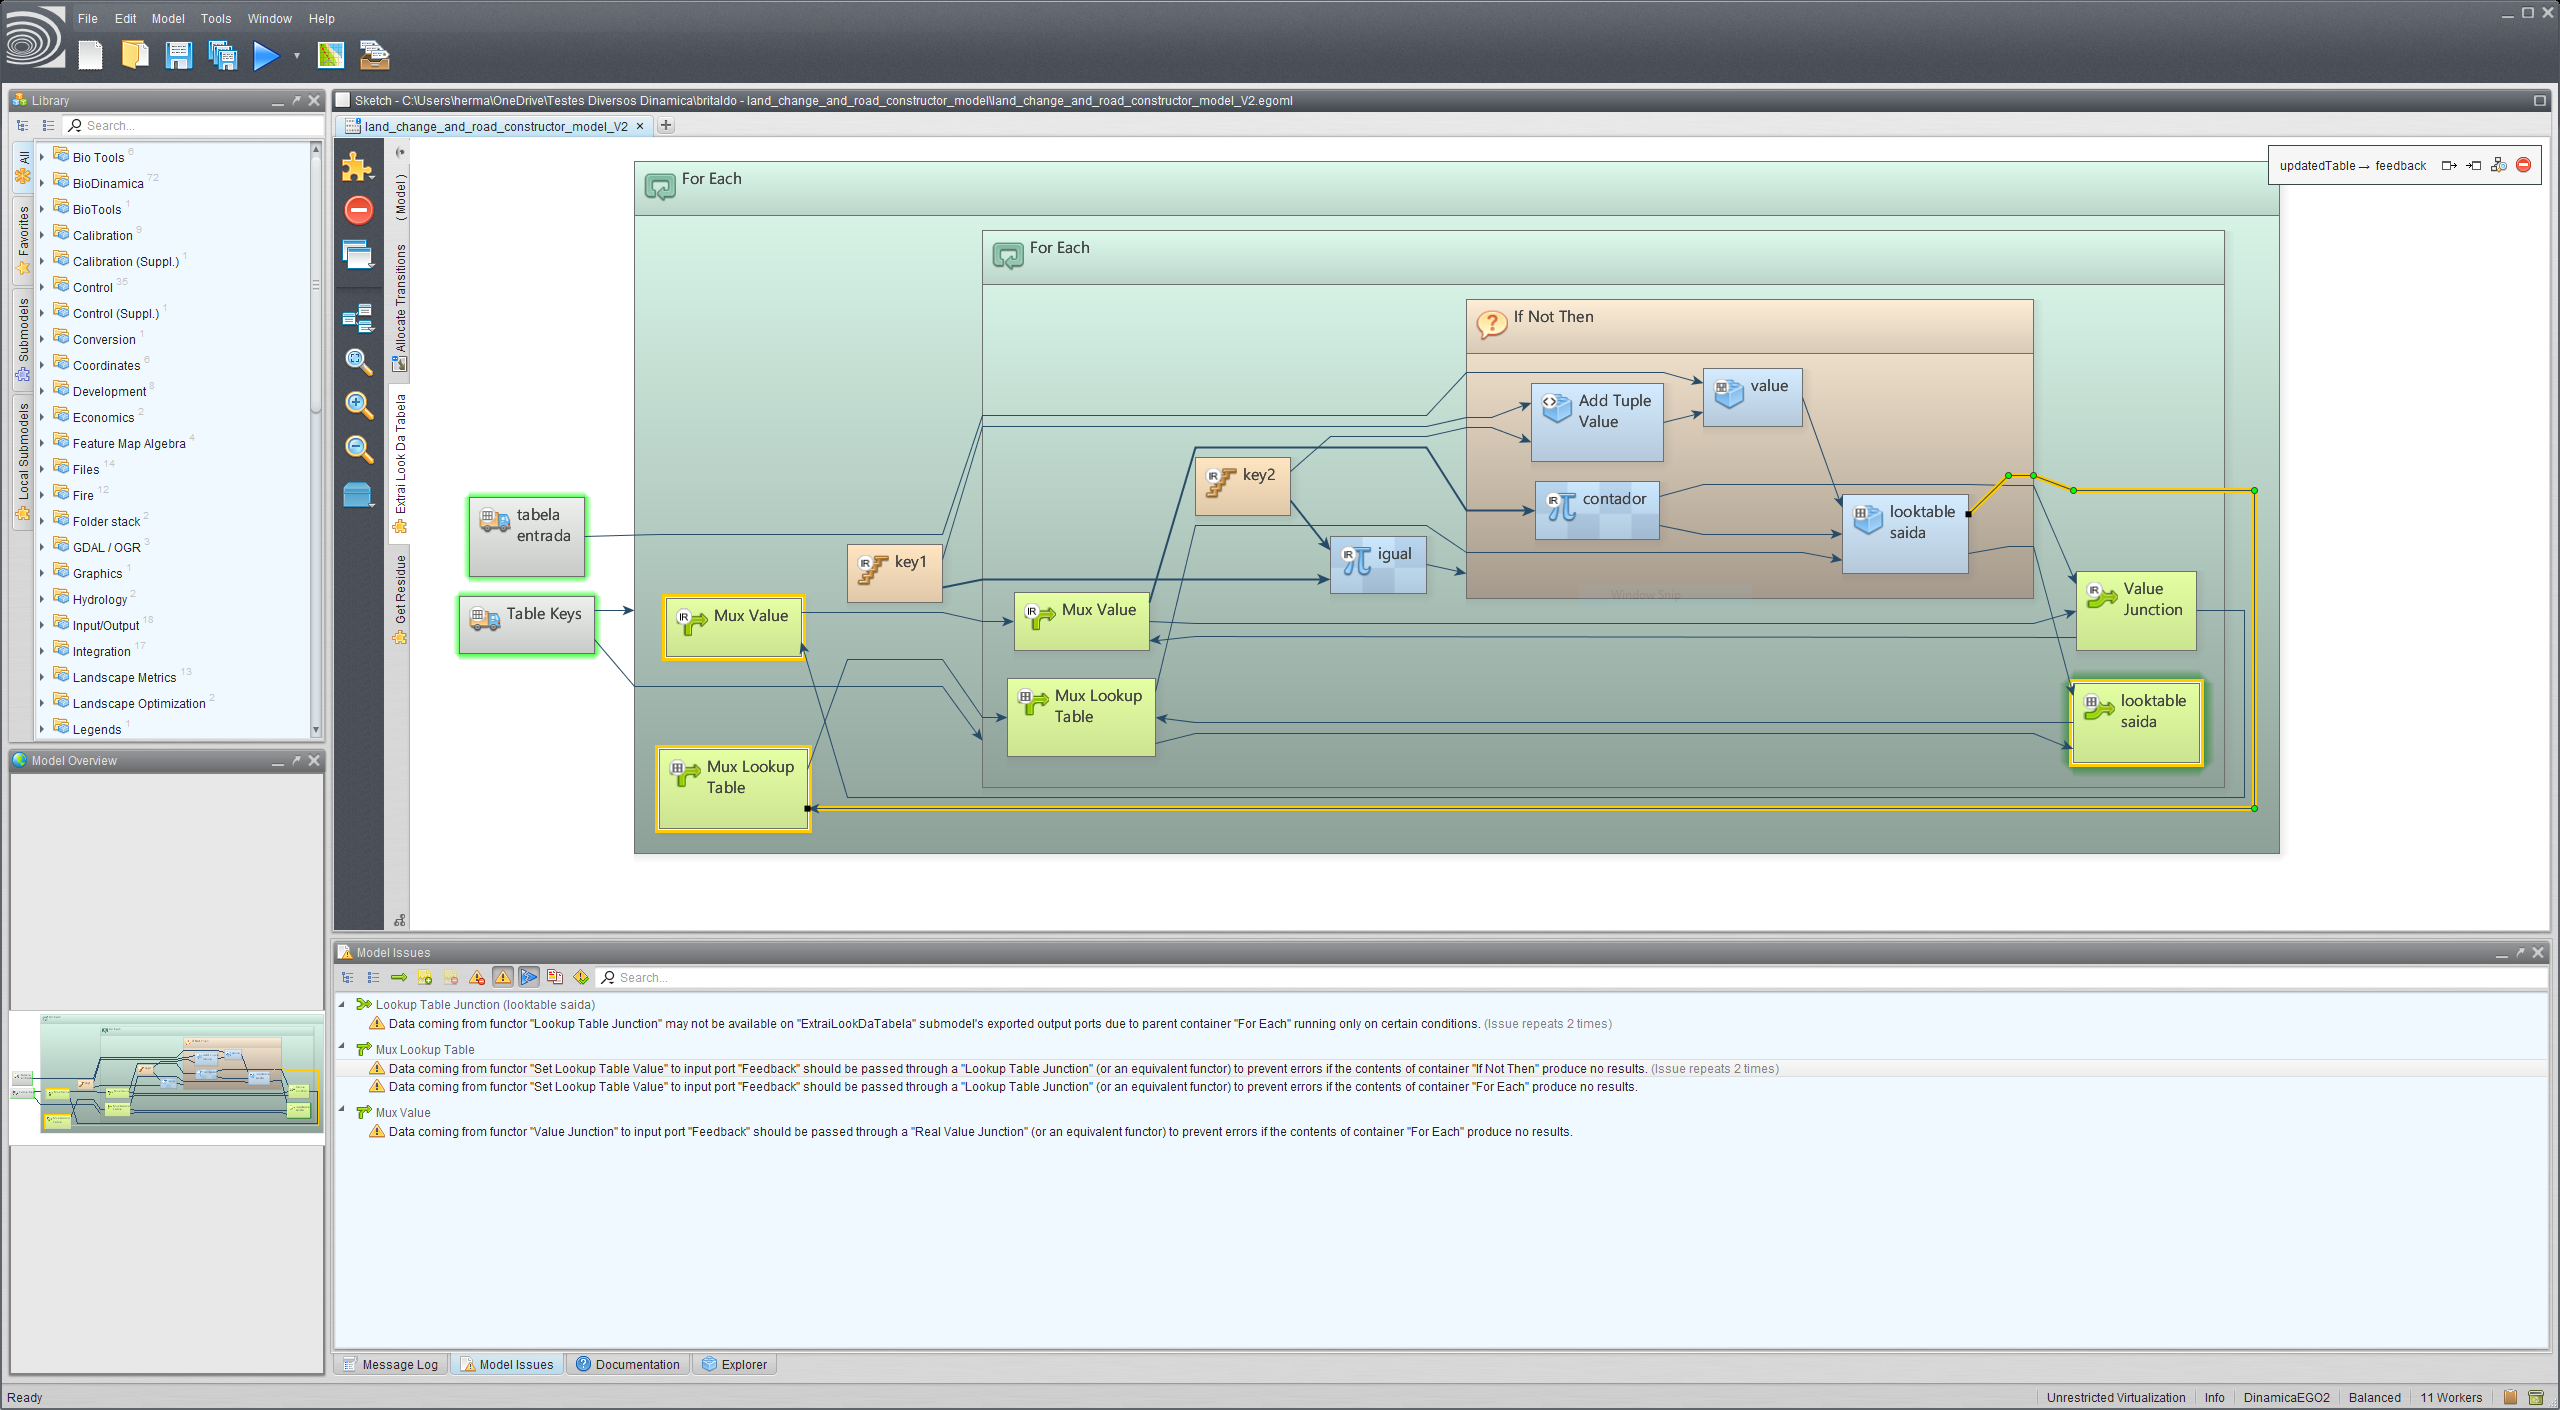 File Edit Model Tools Window Help
Library
Search...
All
Favorites
Submodels
Local Submodels
Bio Tools 6
BioDinamica 72
BioTools 1
Calibration 9
Calibration (Suppl.) 1
Control 35
Control (Suppl.) 1
Conversion 1
Coordinates 6
Development 8
Economics 2
Feature Map Algebra 4
Files 14
Fire 12
Folder stack 2
GDAL / OGR 3
Graphics 1
Hydrology 2
Input/Output 18
Integration 17
Landscape Metrics 13
Landscape Optimization 2
Legends 1
Model Overview
Sketch - C:\Users\herma\OneDrive\Testes Diversos Dinamica\britaldo - land_change_and_road_constructor_model\land_change_and_road_constructor_model_V2.egoml
land_change_and_road_constructor_model_V2
( Model )
Allocate Transitions
Extrai Look Da Tabela
Get Residue
updatedTable → feedback
For Each
For Each
If Not Then
Add Tuple
Value
value
key2
contador
tabela
entrada
looktable
saida
igual
key1
Window Snip
Table Keys
Mux Value
Mux Value
Value
Junction
Mux Lookup
Table
looktable
saida
Mux Lookup
Table
Model Issues
Search...
Lookup Table Junction (looktable saida)
Data coming from functor "Lookup Table Junction" may not be available on "ExtraiLookDaTabela" submodel's exported output ports due to parent container "For Each" running only on certain conditions. (Issue repeats 2 times)
Mux Lookup Table
Data coming from functor "Set Lookup Table Value" to input port "Feedback" should be passed through a "Lookup Table Junction" (or an equivalent functor) to prevent errors if the contents of container "If Not Then" produce no results. (Issue repeats 2 times)
Data coming from functor "Set Lookup Table Value" to input port "Feedback" should be passed through a "Lookup Table Junction" (or an equivalent functor) to prevent errors if the contents of container "For Each" produce no results.
Mux Value
Data coming from functor "Value Junction" to input port "Feedback" should be passed through a "Real Value Junction" (or an equivalent functor) to prevent errors if the contents of container "For Each" produce no results.
Message Log Model Issues Documentation Explorer
Ready
Unrestricted Virtualization Info DinamicaEGO2 Balanced 11 Workers